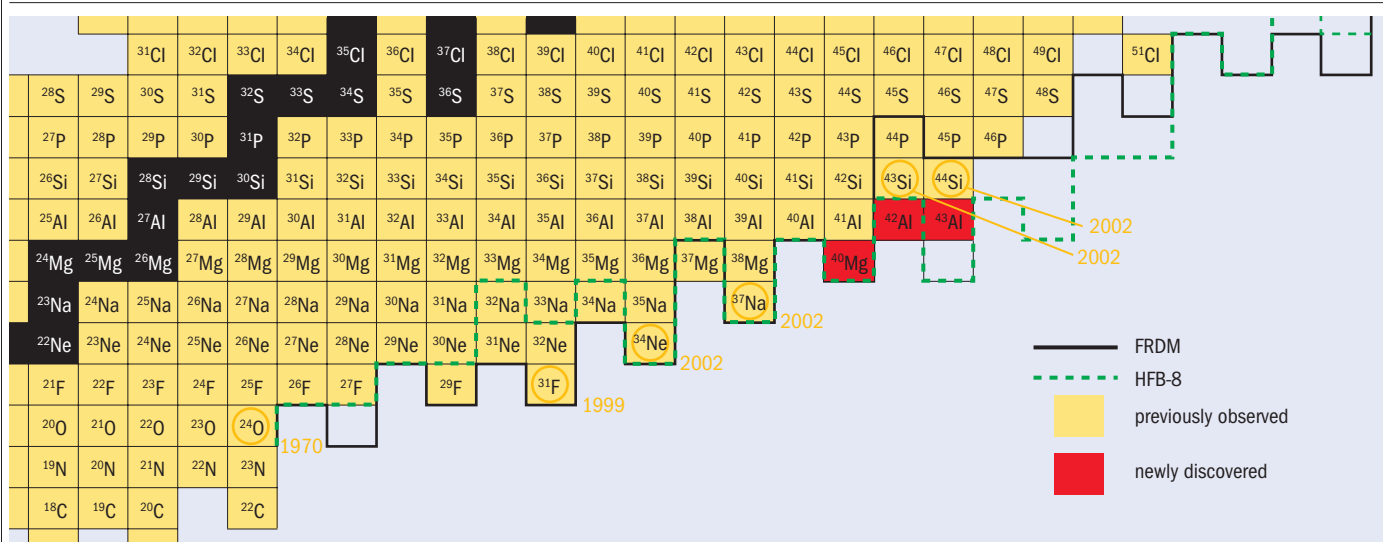 ³¹Cl ³²Cl ³³Cl ³⁴Cl ³⁵Cl ³⁶Cl ³⁷Cl ³⁸Cl ³⁹Cl ⁴⁰Cl ⁴¹Cl ⁴²Cl ⁴³Cl ⁴⁴Cl ⁴⁵Cl ⁴⁶Cl ⁴⁷Cl ⁴⁸Cl ⁴⁹Cl ⁵¹Cl
²⁸S ²⁹S ³⁰S ³¹S ³²S ³³S ³⁴S ³⁵S ³⁶S ³⁷S ³⁸S ³⁹S ⁴⁰S ⁴¹S ⁴²S ⁴³S ⁴⁴S ⁴⁵S ⁴⁶S ⁴⁷S ⁴⁸S
²⁷P ²⁸P ²⁹P ³⁰P ³¹P ³²P ³³P ³⁴P ³⁵P ³⁶P ³⁷P ³⁸P ³⁹P ⁴⁰P ⁴¹P ⁴²P ⁴³P ⁴⁴P ⁴⁵P ⁴⁶P
²⁶Si ²⁷Si ²⁸Si ²⁹Si ³⁰Si ³¹Si ³²Si ³³Si ³⁴Si ³⁵Si ³⁶Si ³⁷Si ³⁸Si ³⁹Si ⁴⁰Si ⁴¹Si ⁴²Si ⁴³Si ⁴⁴Si
²⁵Al ²⁶Al ²⁷Al ²⁸Al ²⁹Al ³⁰Al ³¹Al ³²Al ³³Al ³⁴Al ³⁵Al ³⁶Al ³⁷Al ³⁸Al ³⁹Al ⁴⁰Al ⁴¹Al ⁴²Al ⁴³Al 2002
²⁴Mg ²⁵Mg ²⁶Mg ²⁷Mg ²⁸Mg ²⁹Mg ³⁰Mg ³¹Mg ³²Mg ³³Mg ³⁴Mg ³⁵Mg ³⁶Mg ³⁷Mg ³⁸Mg ⁴⁰Mg 2002
²³Na ²⁴Na ²⁵Na ²⁶Na ²⁷Na ²⁸Na ²⁹Na ³⁰Na ³¹Na ³²Na ³³Na ³⁴Na ³⁵Na ³⁷Na 2002
²²Ne ²³Ne ²⁴Ne ²⁵Ne ²⁶Ne ²⁷Ne ²⁸Ne ²⁹Ne ³⁰Ne ³¹Ne ³²Ne ³⁴Ne 2002
²¹F ²²F ²³F ²⁴F ²⁵F ²⁶F ²⁷F ²⁹F ³¹F 1999
²⁰O ²¹O ²²O ²³O ²⁴O 1970
¹⁹N ²⁰N ²¹N ²²N ²³N
¹⁸C ¹⁹C ²⁰C ²²C
FRDM
HFB-8
previously observed
newly discovered